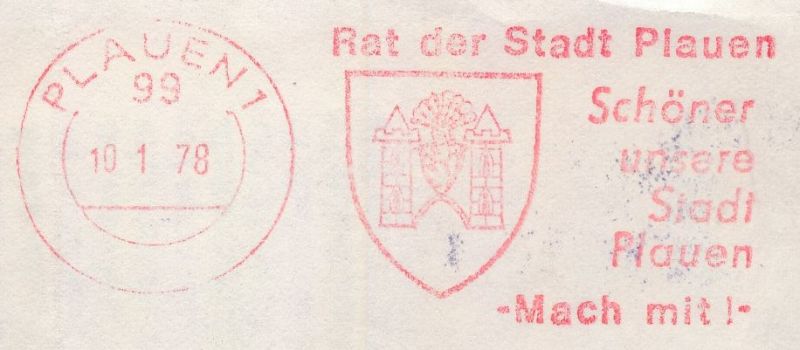 PLAUEN 1
99
10 1 78
Rat der Stadt Plauen
Schöner
unsere
Stadt
Plauen
-Mach mit!-